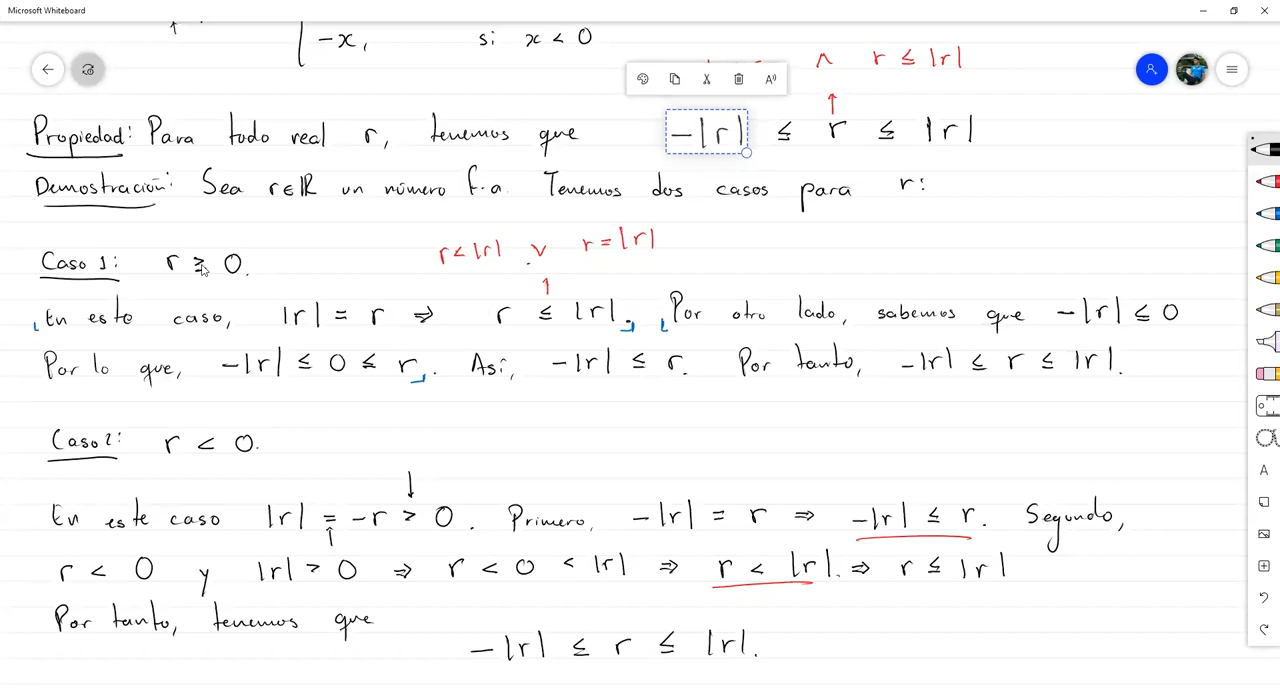 Microsoft Whiteboard
-x, si x < 0
∧ r ≤ |r|
Propiedad: Para todo real r, tenemos que -|r| ≤ r ≤ |r|
Demostración: Sea r∈ℝ un número f.a. Tenemos dos casos para r:
r<|r| ∨ r=|r|
Caso 1: r ≥ 0.
En este caso, |r| = r ⇒ r ≤ |r|. Por otro lado, sabemos que -|r| ≤ 0
Por lo que, -|r| ≤ 0 ≤ r. Así, -|r| ≤ r. Por tanto, -|r| ≤ r ≤ |r|.
Caso 2: r < 0.
En este caso |r| = -r > 0. Primero, -|r| = r ⇒ -|r| ≤ r. Segundo,
r < 0 y |r| > 0 ⇒ r < 0 < |r| ⇒ r < |r|. ⇒ r ≤ |r|
Por tanto, tenemos que
-|r| ≤ r ≤ |r|.